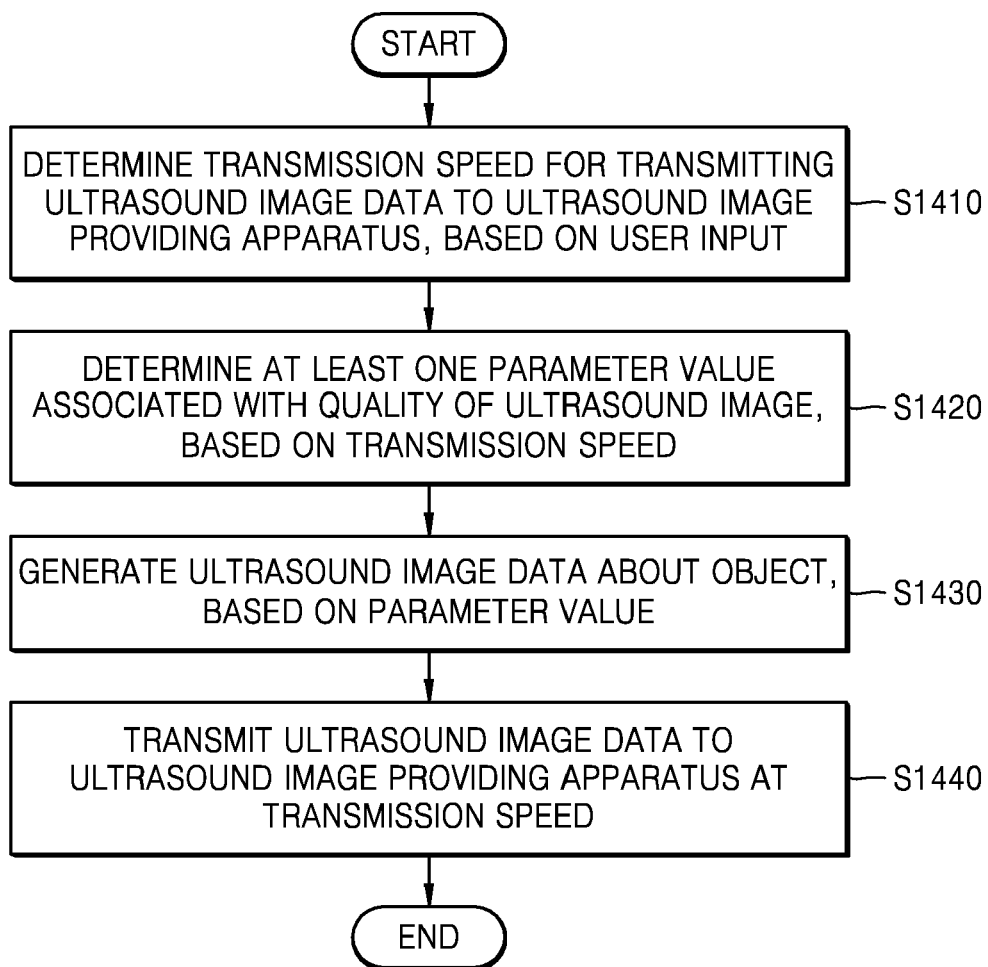 START
DETERMINE TRANSMISSION SPEED FOR TRANSMITTING
ULTRASOUND IMAGE DATA TO ULTRASOUND IMAGE
PROVIDING APPARATUS, BASED ON USER INPUT
S1410
DETERMINE AT LEAST ONE PARAMETER VALUE
ASSOCIATED WITH QUALITY OF ULTRASOUND IMAGE,
BASED ON TRANSMISSION SPEED
S1420
GENERATE ULTRASOUND IMAGE DATA ABOUT OBJECT,
BASED ON PARAMETER VALUE
S1430
TRANSMIT ULTRASOUND IMAGE DATA TO
ULTRASOUND IMAGE PROVIDING APPARATUS AT
TRANSMISSION SPEED
S1440
END